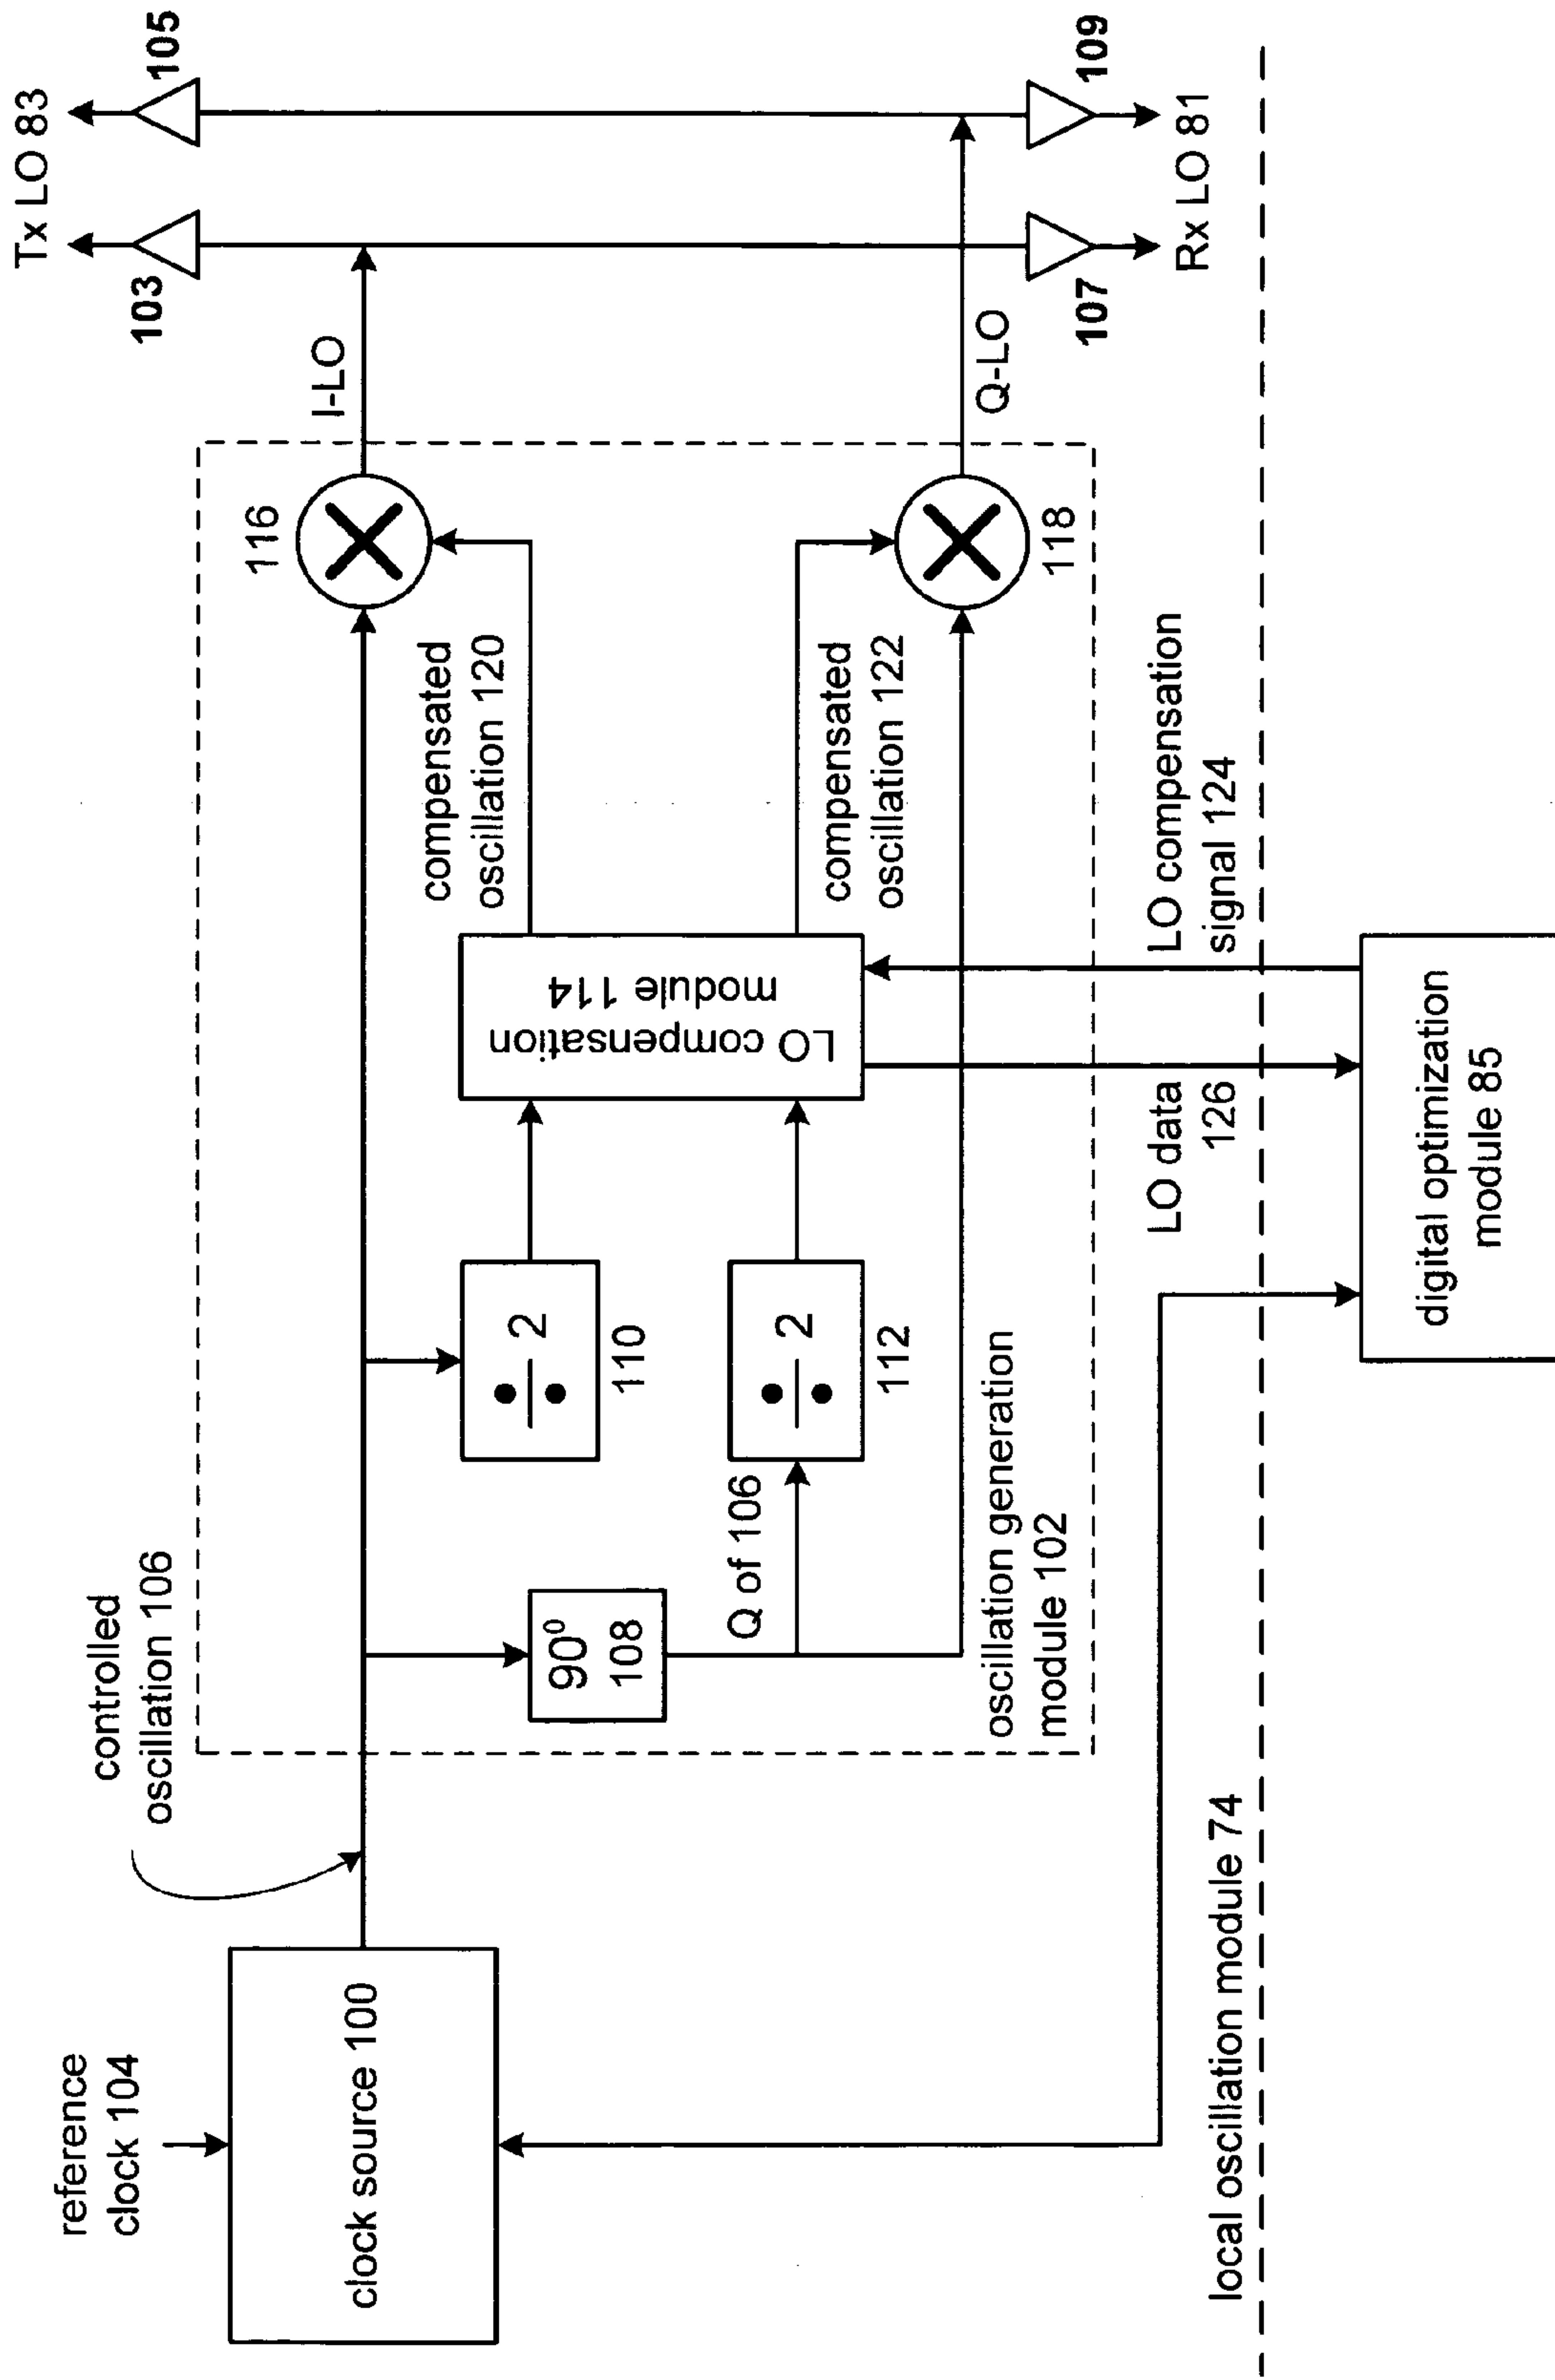 reference
clock 104
clock source 100
controlled
oscillation 106
90⁰
108
Q of 106
÷ 2
110
÷ 2
112
LO compensation
module 114
compensated
oscillation 120
compensated
oscillation 122
116
118
I-LO
Q-LO
Tx LO 83
103
105
107
109
Rx LO 81
oscillation generation
module 102
LO data
126
LO compensation
signal 124
local oscillation module 74
digital optimization
module 85